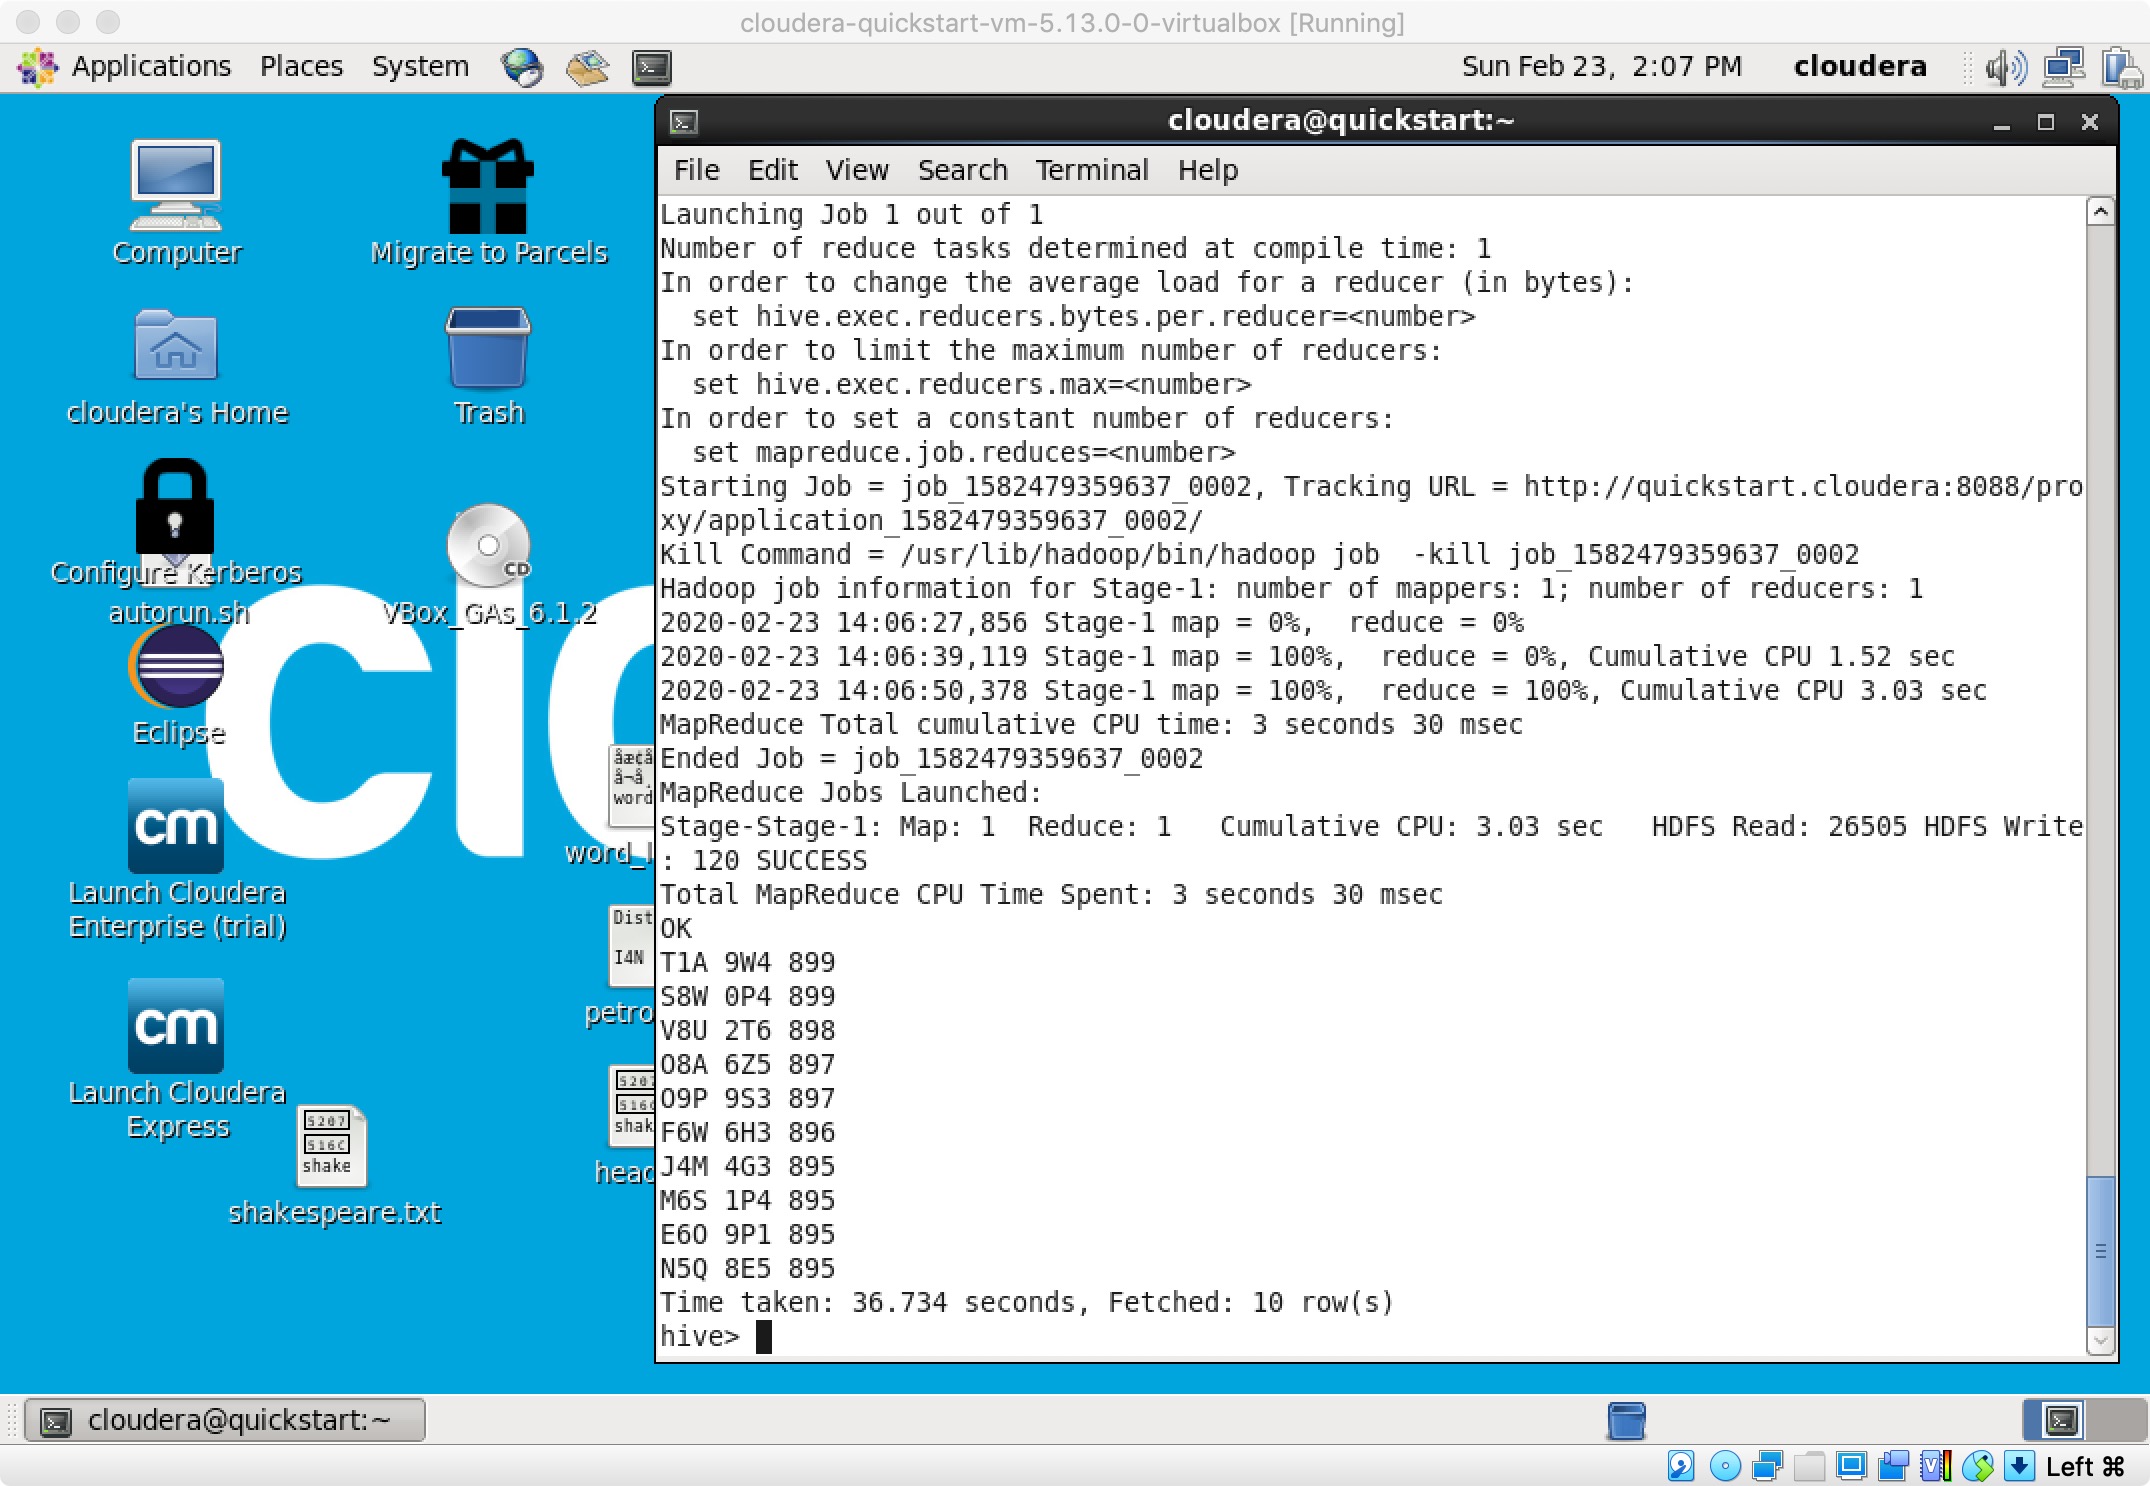 cloudera-quickstart-vm-5.13.0-0-virtualbox [Running]
Applications Places System
Sun Feb 23, 2:07 PM cloudera
Computer
Migrate to Parcels
cloudera's Home
Trash
Configure Kerberos
autorun.sh
CD
VBox_GAs_6.1.2
Eclipse
clo
cm
Launch Cloudera
Enterprise (trial)
cm
Launch Cloudera
Express
5207
516C
shake
shakespeare.txt
word
word_l
Dist
I4N
petro
5207
516C
shak
head
cloudera@quickstart:~
File Edit View Search Terminal Help
Launching Job 1 out of 1
Number of reduce tasks determined at compile time: 1
In order to change the average load for a reducer (in bytes):
  set hive.exec.reducers.bytes.per.reducer=<number>
In order to limit the maximum number of reducers:
  set hive.exec.reducers.max=<number>
In order to set a constant number of reducers:
  set mapreduce.job.reduces=<number>
Starting Job = job_1582479359637_0002, Tracking URL = http://quickstart.cloudera:8088/pro
xy/application_1582479359637_0002/
Kill Command = /usr/lib/hadoop/bin/hadoop job  -kill job_1582479359637_0002
Hadoop job information for Stage-1: number of mappers: 1; number of reducers: 1
2020-02-23 14:06:27,856 Stage-1 map = 0%,  reduce = 0%
2020-02-23 14:06:39,119 Stage-1 map = 100%,  reduce = 0%, Cumulative CPU 1.52 sec
2020-02-23 14:06:50,378 Stage-1 map = 100%,  reduce = 100%, Cumulative CPU 3.03 sec
MapReduce Total cumulative CPU time: 3 seconds 30 msec
Ended Job = job_1582479359637_0002
MapReduce Jobs Launched:
Stage-Stage-1: Map: 1  Reduce: 1   Cumulative CPU: 3.03 sec   HDFS Read: 26505 HDFS Write
: 120 SUCCESS
Total MapReduce CPU Time Spent: 3 seconds 30 msec
OK
T1A 9W4 899
S8W 0P4 899
V8U 2T6 898
O8A 6Z5 897
O9P 9S3 897
F6W 6H3 896
J4M 4G3 895
M6S 1P4 895
E6O 9P1 895
N5Q 8E5 895
Time taken: 36.734 seconds, Fetched: 10 row(s)
hive>
cloudera@quickstart:~
Left ⌘